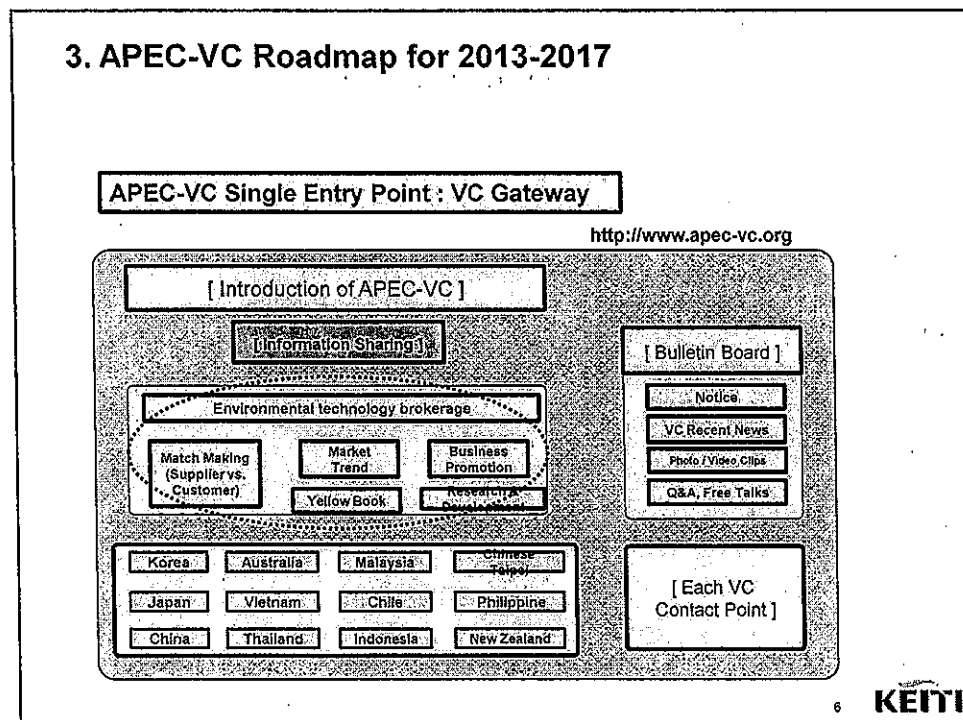 3. APEC-VC Roadmap for 2013-2017
APEC-VC Single Entry Point : VC Gateway
http://www.apec-vc.org
[ Introduction of APEC-VC ]
[ Information Sharing ]
Environmental technology brokerage
Match Making
(Supplier vs.
Customer)
Market
Trend
Business
Promotion
Yellow Book
Research &
Development
[ Bulletin Board ]
Notice
VC Recent News
Photo / Video Clips
Q&A, Free Talks
Korea
Australia
Malaysia
Chinese
Taipei
Japan
Vietnam
Chile
Philippine
China
Thailand
Indonesia
New Zealand
[ Each VC
Contact Point ]
6
KEITI